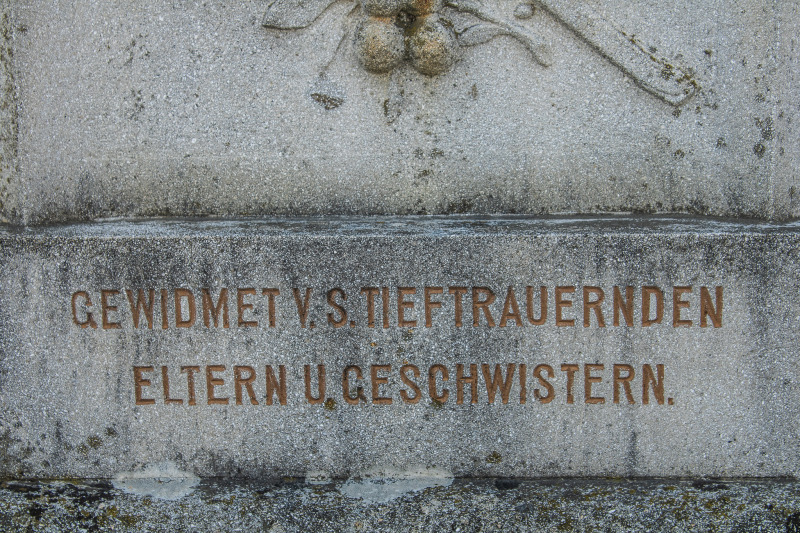 GEWIDMET V. S. TIEFTRAUERNDEN
ELTERN U. GESCHWISTERN.